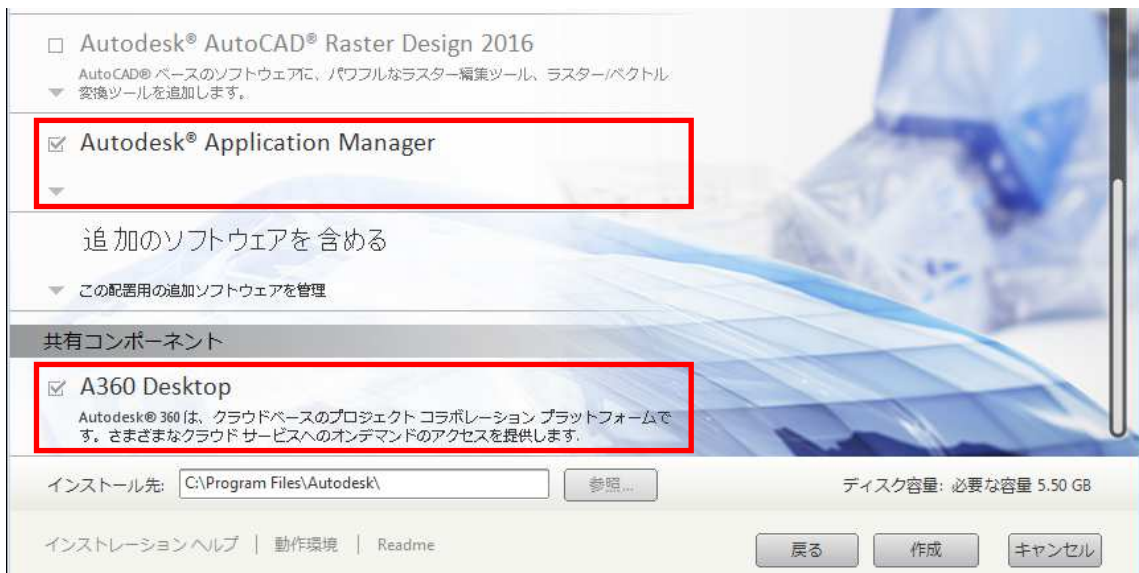 Autodesk® AutoCAD® Raster Design 2016
AutoCAD® ベースのソフトウェアに、パワフルなラスター編集ツール、ラスター/ベクトル
変換ツールを追加します。
Autodesk® Application Manager
追加のソフトウェアを含める
この配置用の追加ソフトウェアを管理
共有コンポーネント
A360 Desktop
Autodesk® 360 は、クラウドベースのプロジェクト コラボレーション プラットフォームで
す。さまざまなクラウド サービスへのオンデマンドのアクセスを提供します.
インストール先: C:\Program Files\Autodesk\ 参照... ディスク容量: 必要な容量 5.50 GB
インストレーション ヘルプ | 動作環境 | Readme 戻る 作成 キャンセル